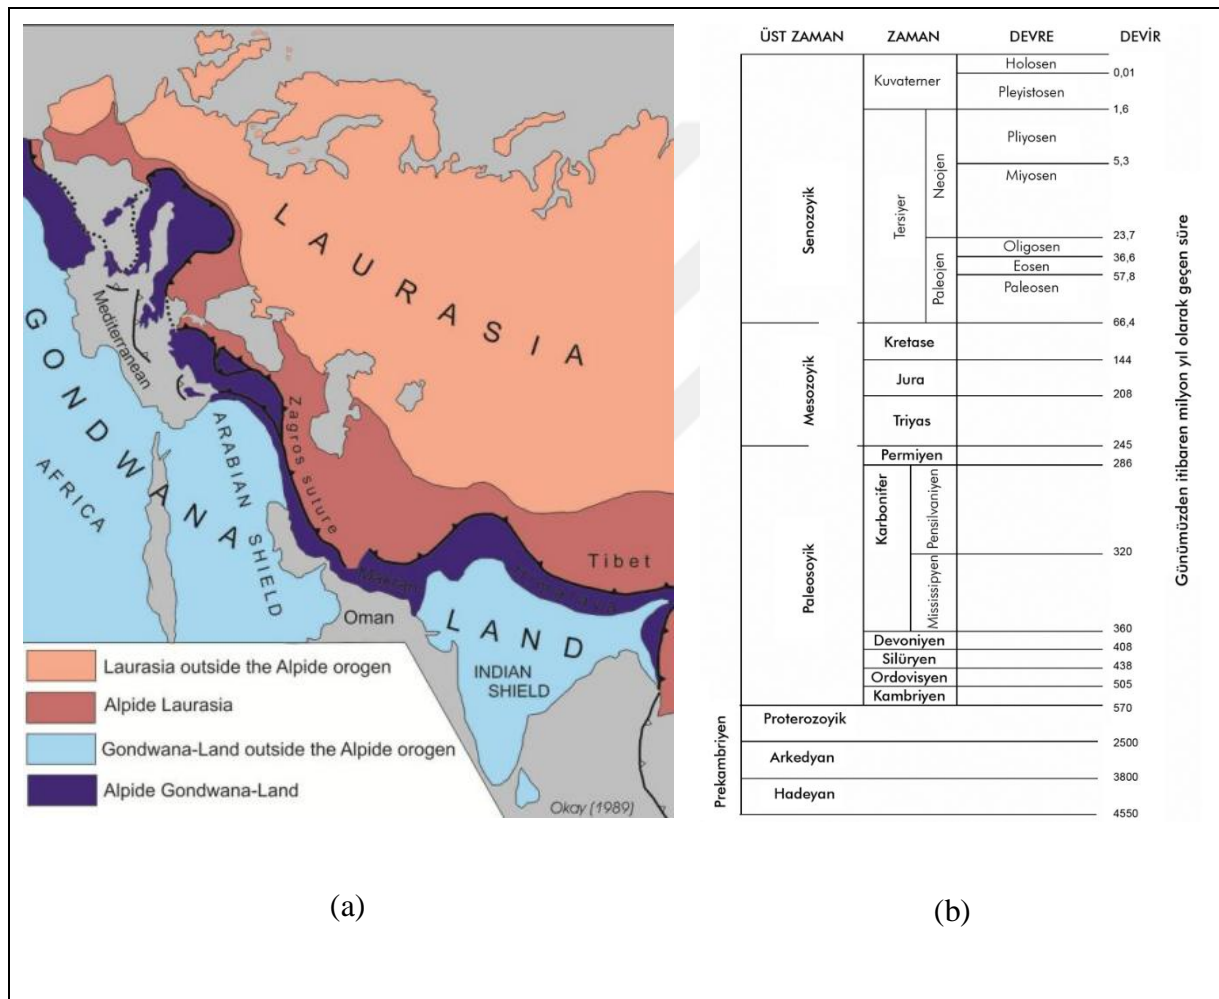 LAURASIA
GONDWANA
LAND
AFRICA
ARABIAN SHIELD
Mediterranean
Zagros suture
Tibet
Makran
Himalaya
Oman
INDIAN
SHIELD
Laurasia outside the Alpide orogen
Alpide Laurasia
Gondwana-Land outside the Alpide orogen
Alpide Gondwana-Land
Okay (1989)
(a)
ÜST ZAMAN ZAMAN DEVRE DEVİR
Senozoyik
Kuvaterner
Holosen
0,01
Pleyistosen
1,6
Tersiyer
Neojen
Pliyosen
5,3
Miyosen
23,7
Paleojen
Oligosen
36,6
Eosen
57,8
Paleosen
66,4
Mesozoyik
Kretase
144
Jura
208
Triyas
245
Paleosoyik
Permiyen
286
Karbonifer
Pensilvaniyen
320
Mississipyen
360
Devoniyen
408
Silüryen
438
Ordovisyen
505
Kambriyen
570
Prekambriyen
Proterozoyik
2500
Arkedyan
3800
Hadeyan
4550
Günümüzden itibaren milyon yıl olarak geçen süre
(b)